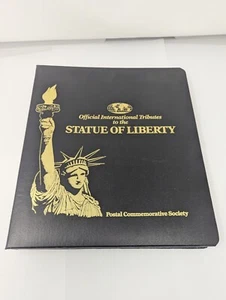 Official International Tributes
to the
STATUE OF LIBERTY
Postal Commemorative Society